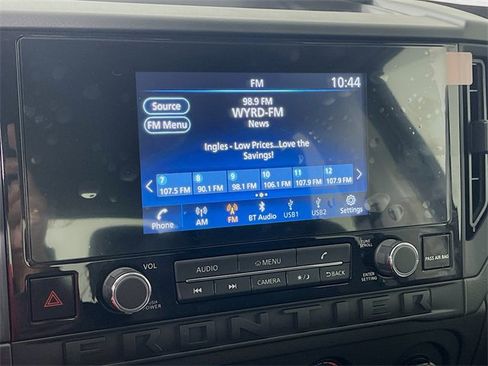 FM 10:44
Source
98.9 FM
WYRD-FM
News
FM Menu
Ingles - Low Prices...Love the
Savings!
7 8 9 10 11 12
107.5 FM 90.1 FM 98.1 FM 106.1 FM 107.9 FM 107.9 FM
Phone AM FM BT Audio USB1 USB2 Settings
VOL AUDIO MENU TUNE
SCROLL
PASS AIR BAG
CAMERA BACK ENTER
SETTING
POWER
FRONTIER